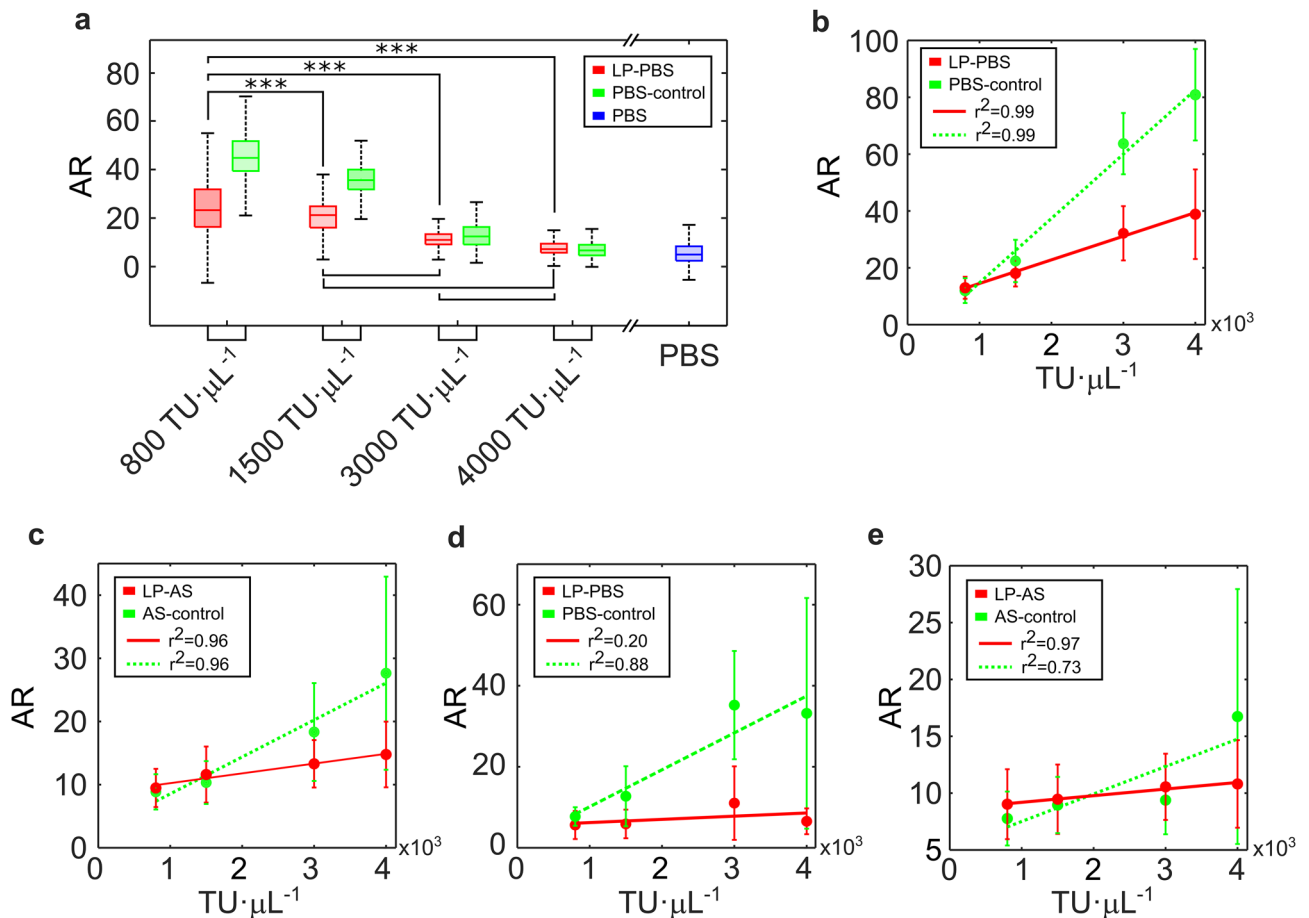 a
AR
80
60
40
20
0
***
***
***
LP-PBS
PBS-control
PBS
800 TU·μL⁻¹
1500 TU·μL⁻¹
3000 TU·μL⁻¹
4000 TU·μL⁻¹
PBS
b
AR
100
80
60
40
20
0
LP-PBS
PBS-control
r²=0.99
r²=0.99
0 1 2 3 4
x10³
TU·μL⁻¹
c
AR
40
30
20
10
0
LP-AS
AS-control
r²=0.96
r²=0.96
0 1 2 3 4
x10³
TU·μL⁻¹
d
AR
60
40
20
0
LP-PBS
PBS-control
r²=0.20
r²=0.88
0 1 2 3 4
x10³
TU·μL⁻¹
e
AR
30
25
20
15
10
5
LP-AS
AS-control
r²=0.97
r²=0.73
0 1 2 3 4
x10³
TU·μL⁻¹